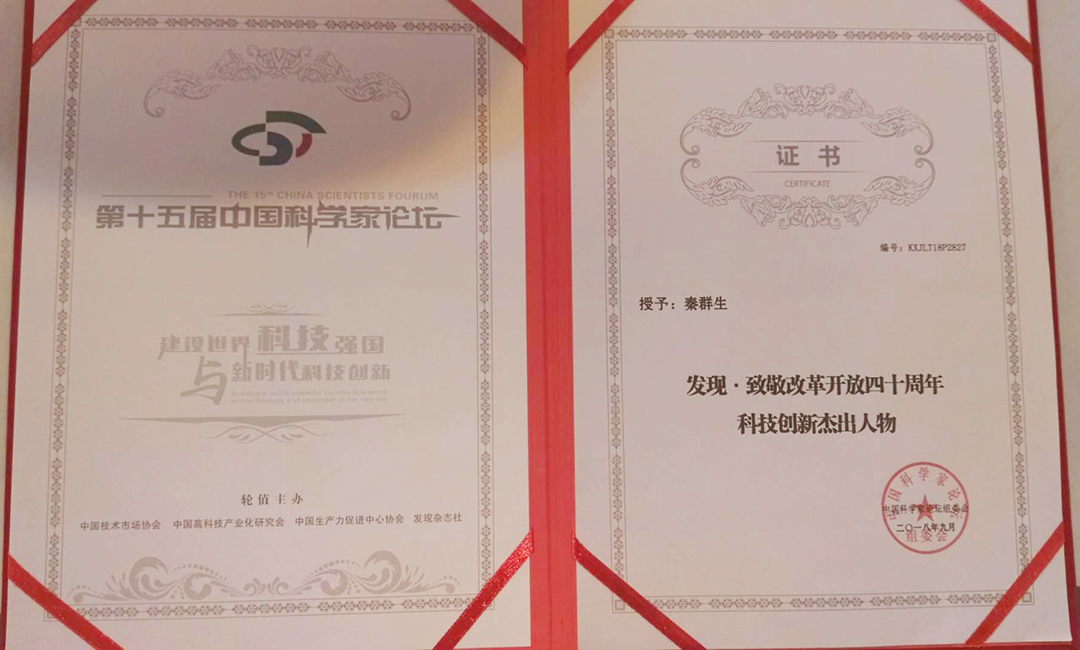 THE 15th CHINA SCIENTISTS FOURUM
第十五届中国科学家论坛
建设世界科技强国
与新时代科技创新
轮值主办
中国技术市场协会 中国高科技产业化研究会 中国生产力促进中心协会 发现杂志社
证书
CERTIFICATE
编号：KXJLT18P2827
授予：秦群生
发现·致敬改革开放四十周年
科技创新杰出人物
中国科学家论坛
中国科学家论坛组委会
二〇一八年九月
组委会